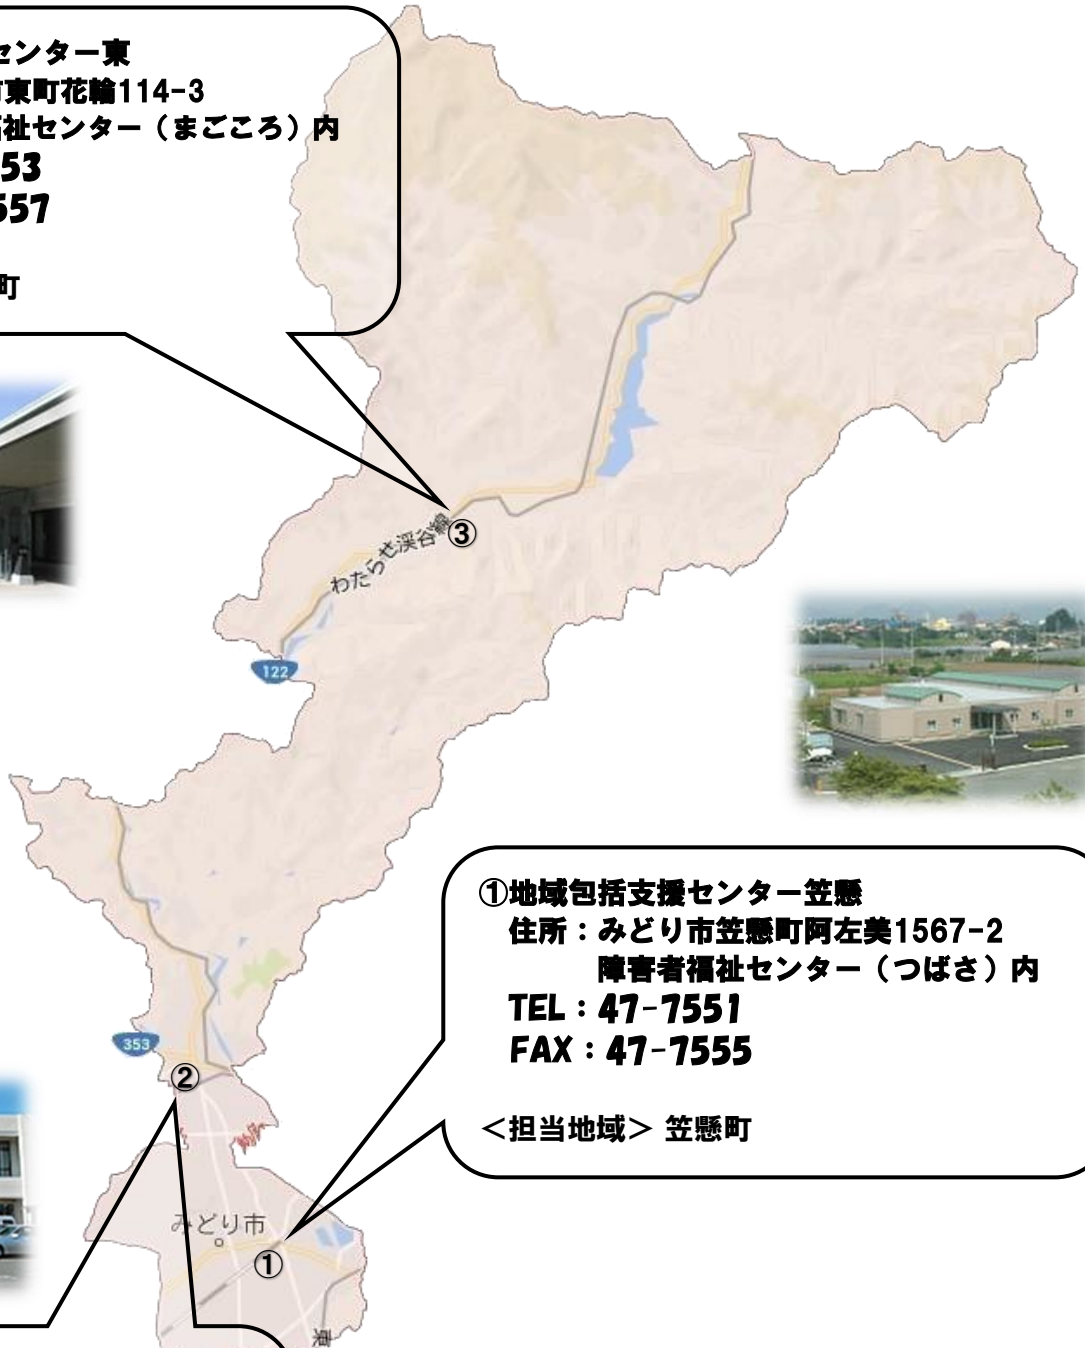 センター東
市東町花輪114-3
福祉センター（まごころ）内
53
557
町
③
わたらせ渓谷線
122
①地域包括支援センター笠懸
住所：みどり市笠懸町阿左美1567-2
障害者福祉センター（つばさ）内
TEL：47-7551
FAX：47-7555
＜担当地域＞ 笠懸町
353
②
みどり市
①
東